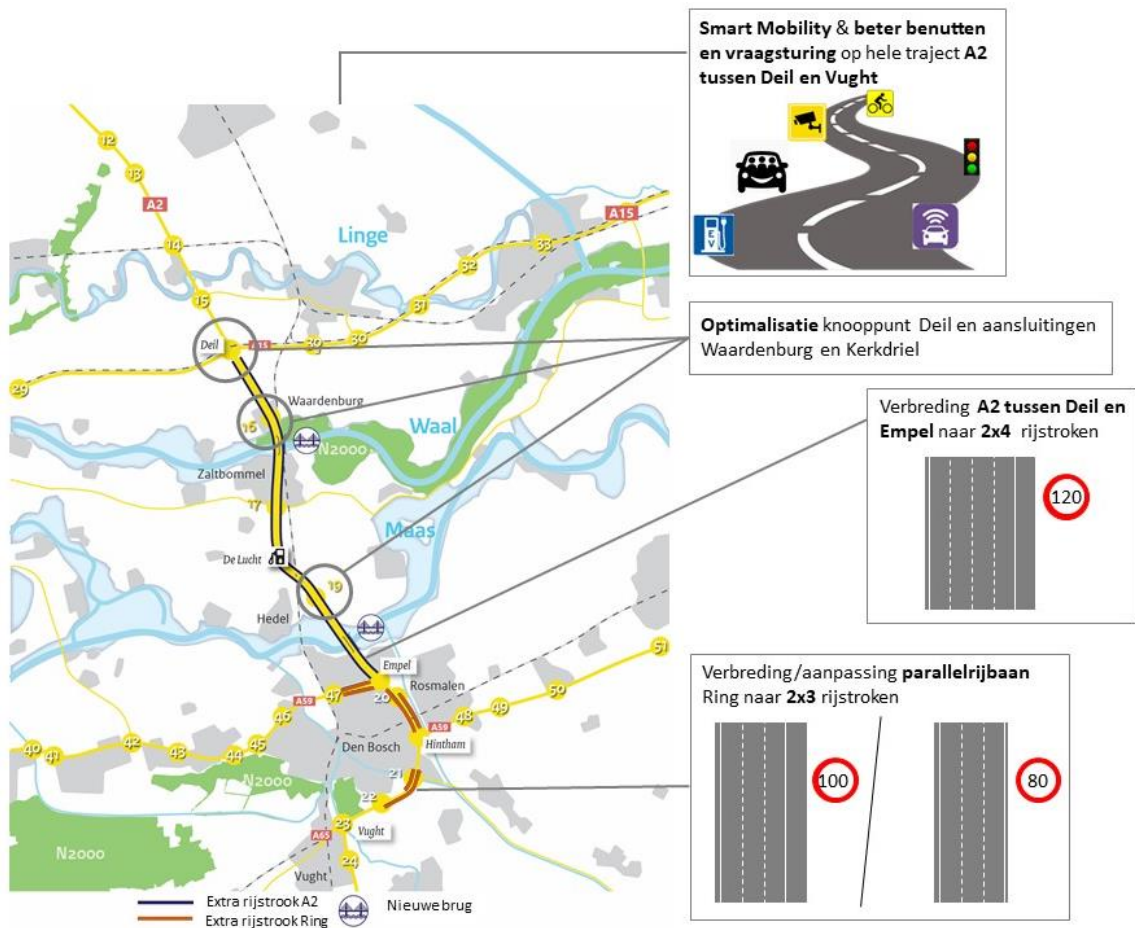 Smart Mobility & beter benutten
en vraagsturing op hele traject A2
tussen Deil en Vught
EV
Optimalisatie knooppunt Deil en aansluitingen
Waardenburg en Kerkdriel
Verbreding A2 tussen Deil en
Empel naar 2x4 rijstroken
120
Verbreding/aanpassing parallelrijbaan
Ring naar 2x3 rijstroken
100
80
12
13
A2
14
15
Linge
A15
33
32
31
Deil
A15
30
30
29
Waardenburg
16
Waal
N2000
Zaltbommel
17
Maas
De Lucht
19
Hedel
Empel
20
Rosmalen
51
50
49
48
A59
47
A59
46
45
44
43
42
41
40
Den Bosch
Hintham
21
N2000
22
23
Vught
A65
24
N2000
Vught
Extra rijstrook A2
Extra rijstrook Ring
Nieuwe brug